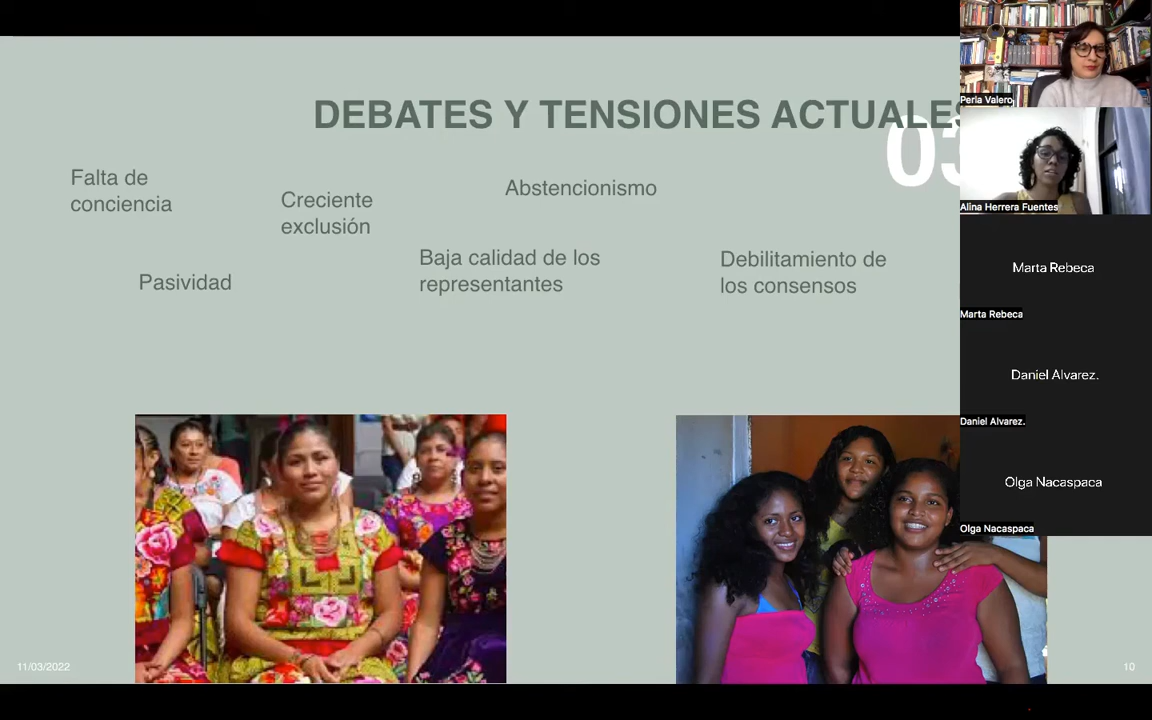 DEBATES Y TENSIONES ACTUALES
03
Falta de
conciencia
Creciente
exclusión
Abstencionismo
Pasividad
Baja calidad de los
representantes
Debilitamiento de
los consensos
11/03/2022
10
Perla Valero
Alina Herrera Fuentes
Marta Rebeca
Marta Rebeca
Daniel Alvarez.
Daniel Alvarez.
Olga Nacaspaca
Olga Nacaspaca